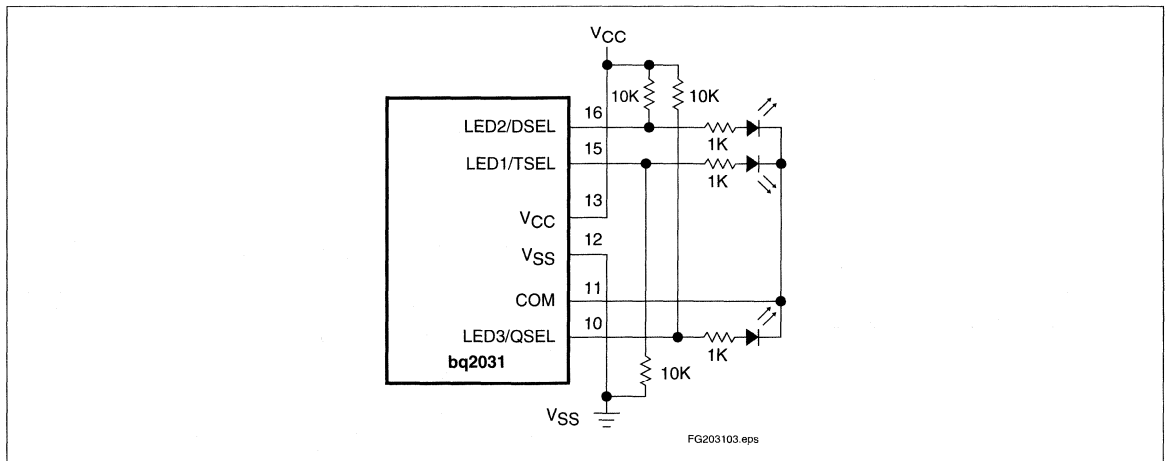 VCC
10K 10K
16
LED2/DSEL
1K
15
LED1/TSEL
1K
13
VCC
12
VSS
11
COM
10
LED3/QSEL
1K
bq2031
10K
VSS
FG203103.eps